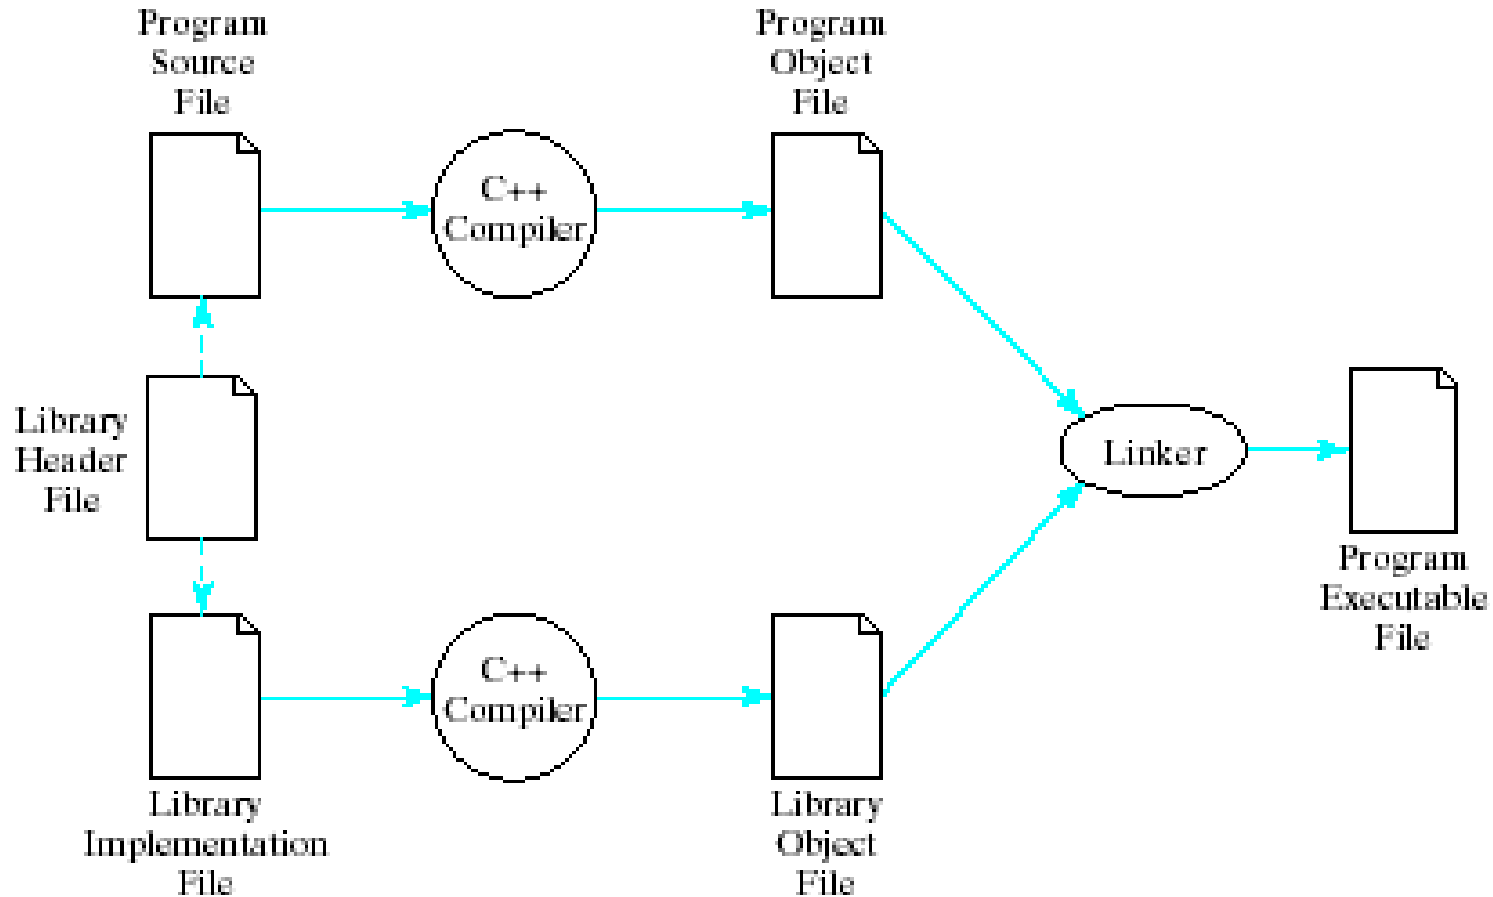 Program
Source
File
Program
Object
File
C++
Compiler
Library
Header
File
Linker
Program
Executable
File
C++
Compiler
Library
Implementation
File
Library
Object
File